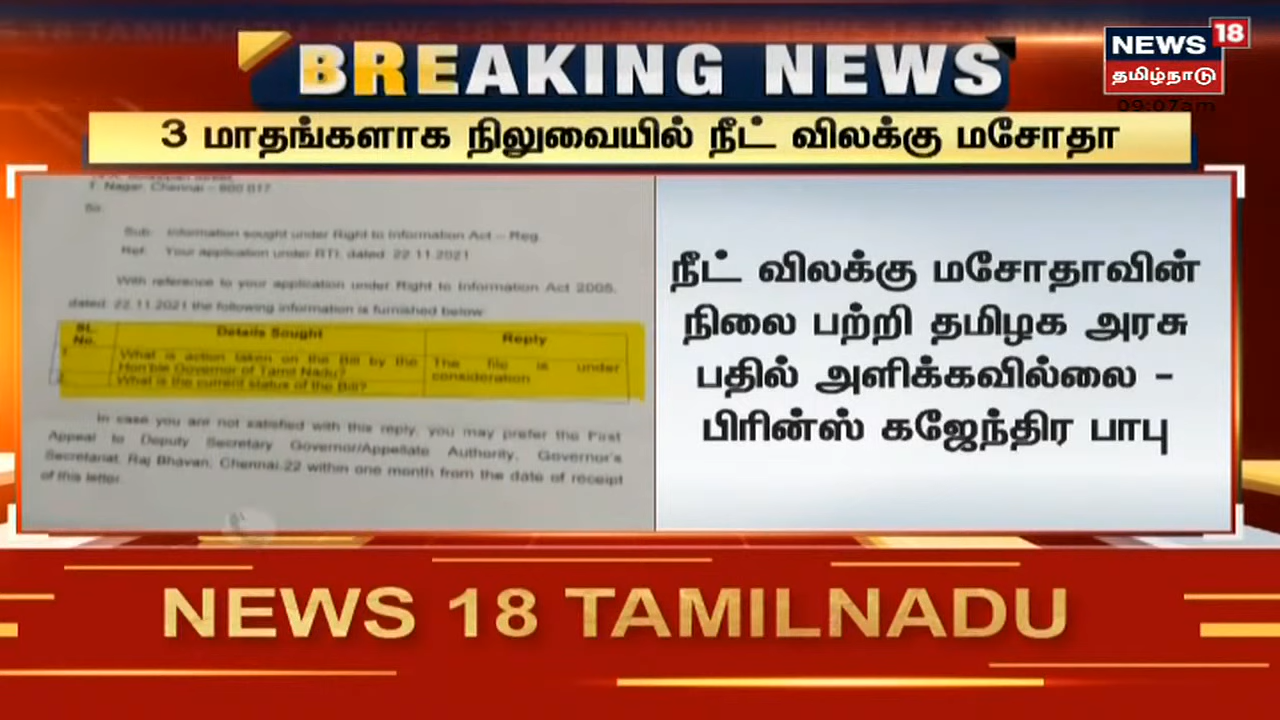 BREAKING NEWS
NEWS 18
தமிழ்நாடு
09:07am
3 மாதங்களாக நிலுவையில் நீட் விலக்கு மசோதா
T. Nagar, Chennai - 600 017
Sir,
Sub: Information sought under Right to Information Act - Reg.
Ref: Your application under RTI, dated: 22.11.2021
With reference to your application under Right to Information Act 2005,
dated: 22.11.2021 the following information is furnished below:
SL. No. Details Sought Reply
1. What is action taken on the Bill by the Hon'ble Governor of Tamil Nadu? The file is under consideration
2. What is the current status of the Bill?
In case you are not satisfied with this reply, you may prefer the First
Appeal to Deputy Secretary Governor/Appellate Authority, Governor's
Secretariat, Raj Bhavan, Chennai-22 within one month from the date of receipt
of this letter.
நீட் விலக்கு மசோதாவின்
நிலை பற்றி தமிழக அரசு
பதில் அளிக்கவில்லை -
பிரின்ஸ் கஜேந்திர பாபு
NEWS 18 TAMILNADU